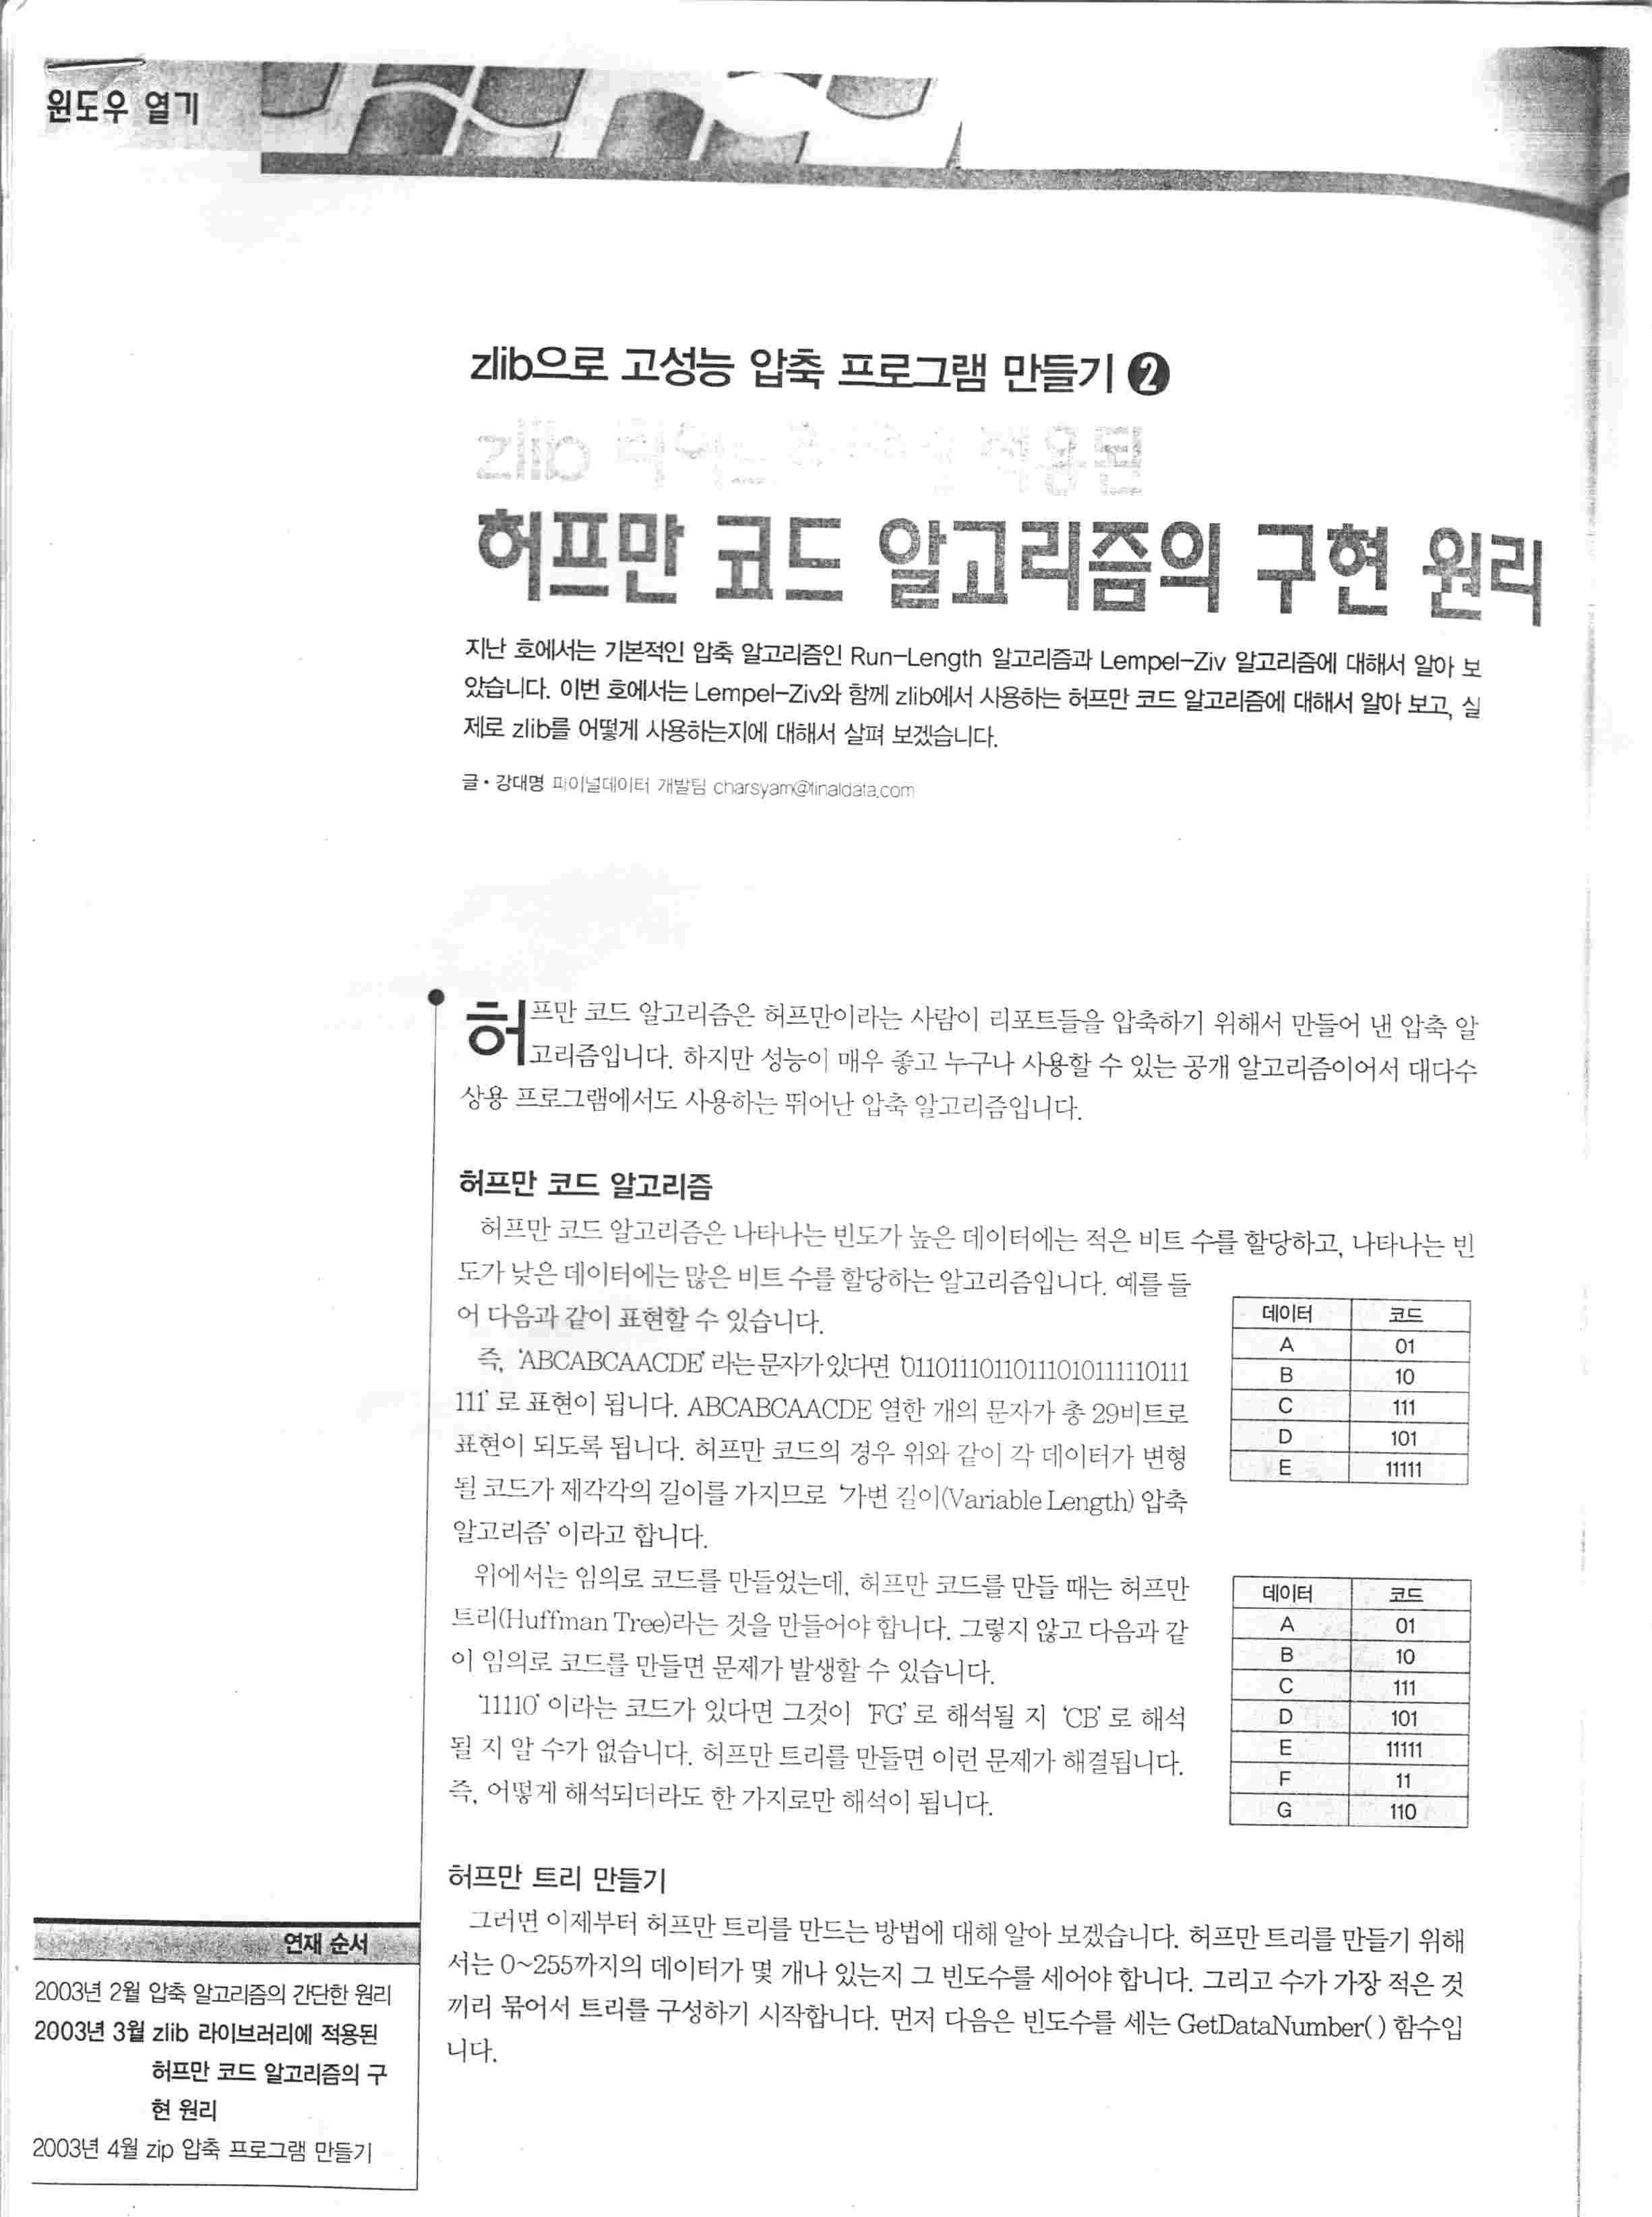 윈도우 열기
zlib으로 고성능 압축 프로그램 만들기 ❷
zlib
허프만 코드 알고리즘의 구현 원리
지난 호에서는 기본적인 압축 알고리즘인 Run-Length 알고리즘과 Lempel-Ziv 알고리즘에 대해서 알아 보
았습니다. 이번 호에서는 Lempel-Ziv와 함께 zlib에서 사용하는 허프만 코드 알고리즘에 대해서 알아 보고, 실
제로 zlib를 어떻게 사용하는지에 대해서 살펴 보겠습니다.
글·강대명 파이널데이터 개발팀 charsyam@finaldata.com
허프만 코드 알고리즘은 허프만이라는 사람이 리포트들을 압축하기 위해서 만들어 낸 압축 알
고리즘입니다. 하지만 성능이 매우 좋고 누구나 사용할 수 있는 공개 알고리즘이어서 대다수
상용 프로그램에서도 사용하는 뛰어난 압축 알고리즘입니다.
허프만 코드 알고리즘
허프만 코드 알고리즘은 나타나는 빈도가 높은 데이터에는 적은 비트 수를 할당하고, 나타나는 빈
도가 낮은 데이터에는 많은 비트 수를 할당하는 알고리즘입니다. 예를 들
어 다음과 같이 표현할 수 있습니다.
즉, 'ABCABCAACDE' 라는 문자가 있다면 '01101110110111010111110111
111' 로 표현이 됩니다. ABCABCAACDE 열한 개의 문자가 총 29비트로
표현이 되도록 됩니다. 허프만 코드의 경우 위와 같이 각 데이터가 변형
될 코드가 제각각의 길이를 가지므로 '가변 길이(Variable Length) 압축
알고리즘' 이라고 합니다.
데이터 코드
A 01
B 10
C 111
D 101
E 11111
위에서는 임의로 코드를 만들었는데, 허프만 코드를 만들 때는 허프만
트리(Huffman Tree)라는 것을 만들어야 합니다. 그렇지 않고 다음과 같
이 임의로 코드를 만들면 문제가 발생할 수 있습니다.
'11110' 이라는 코드가 있다면 그것이 'FG' 로 해석될 지 'CB' 로 해석
될 지 알 수가 없습니다. 허프만 트리를 만들면 이런 문제가 해결됩니다.
즉, 어떻게 해석되더라도 한 가지로만 해석이 됩니다.
데이터 코드
A 01
B 10
C 111
D 101
E 11111
F 11
G 110
허프만 트리 만들기
그러면 이제부터 허프만 트리를 만드는 방법에 대해 알아 보겠습니다. 허프만 트리를 만들기 위해
서는 0~255까지의 데이터가 몇 개나 있는지 그 빈도수를 세어야 합니다. 그리고 수가 가장 적은 것
끼리 묶어서 트리를 구성하기 시작합니다. 먼저 다음은 빈도수를 세는 GetDataNumber( ) 함수입
니다.
연재 순서
2003년 2월 압축 알고리즘의 간단한 원리
2003년 3월 zlib 라이브러리에 적용된
허프만 코드 알고리즘의 구
현 원리
2003년 4월 zip 압축 프로그램 만들기